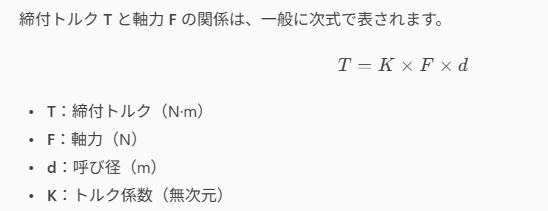 締付トルク T と軸力 F の関係は、一般に次式で表されます。
T = K × F × d
• T：締付トルク（N·m）
• F：軸力（N）
• d：呼び径（m）
• K：トルク係数（無次元）